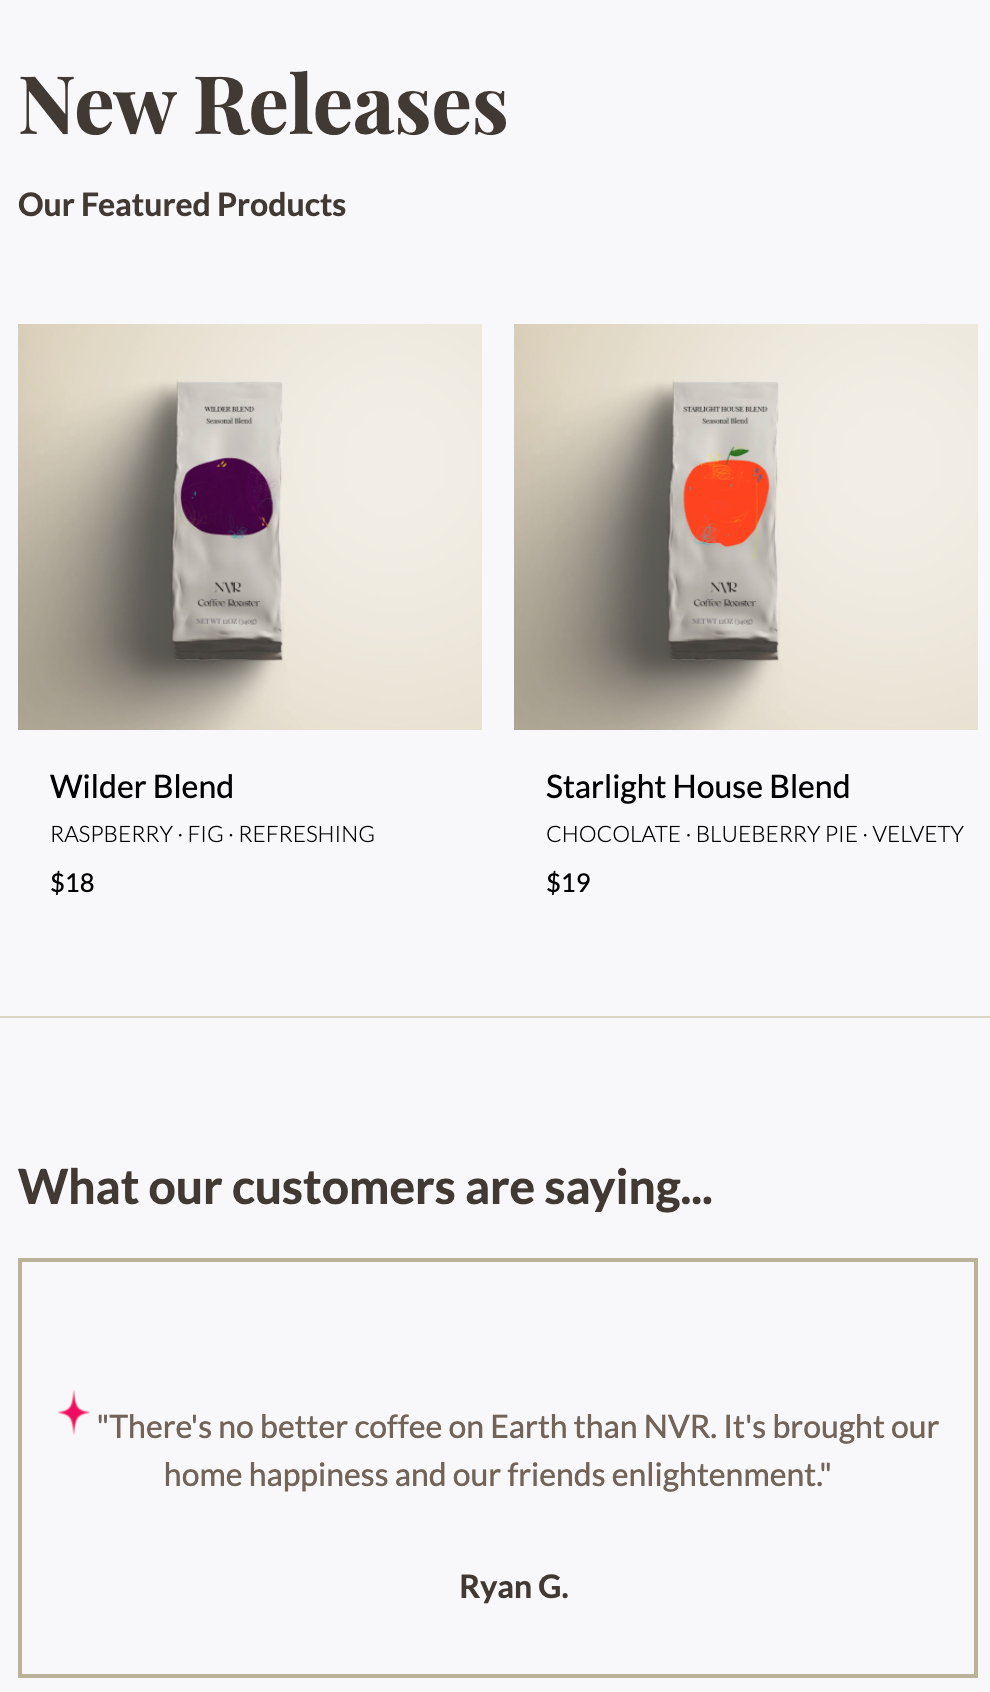 New Releases
Our Featured Products
WILDER BLEND
Seasonal Blend
NVR
Coffee Roaster
NET WT 12OZ (340g)
STARLIGHT HOUSE BLEND
Seasonal Blend
NVR
Coffee Roaster
NET WT 12OZ (340g)
Wilder Blend
RASPBERRY · FIG · REFRESHING
$18
Starlight House Blend
CHOCOLATE · BLUEBERRY PIE · VELVETY
$19
What our customers are saying...
"There's no better coffee on Earth than NVR. It's brought our
home happiness and our friends enlightenment."
Ryan G.